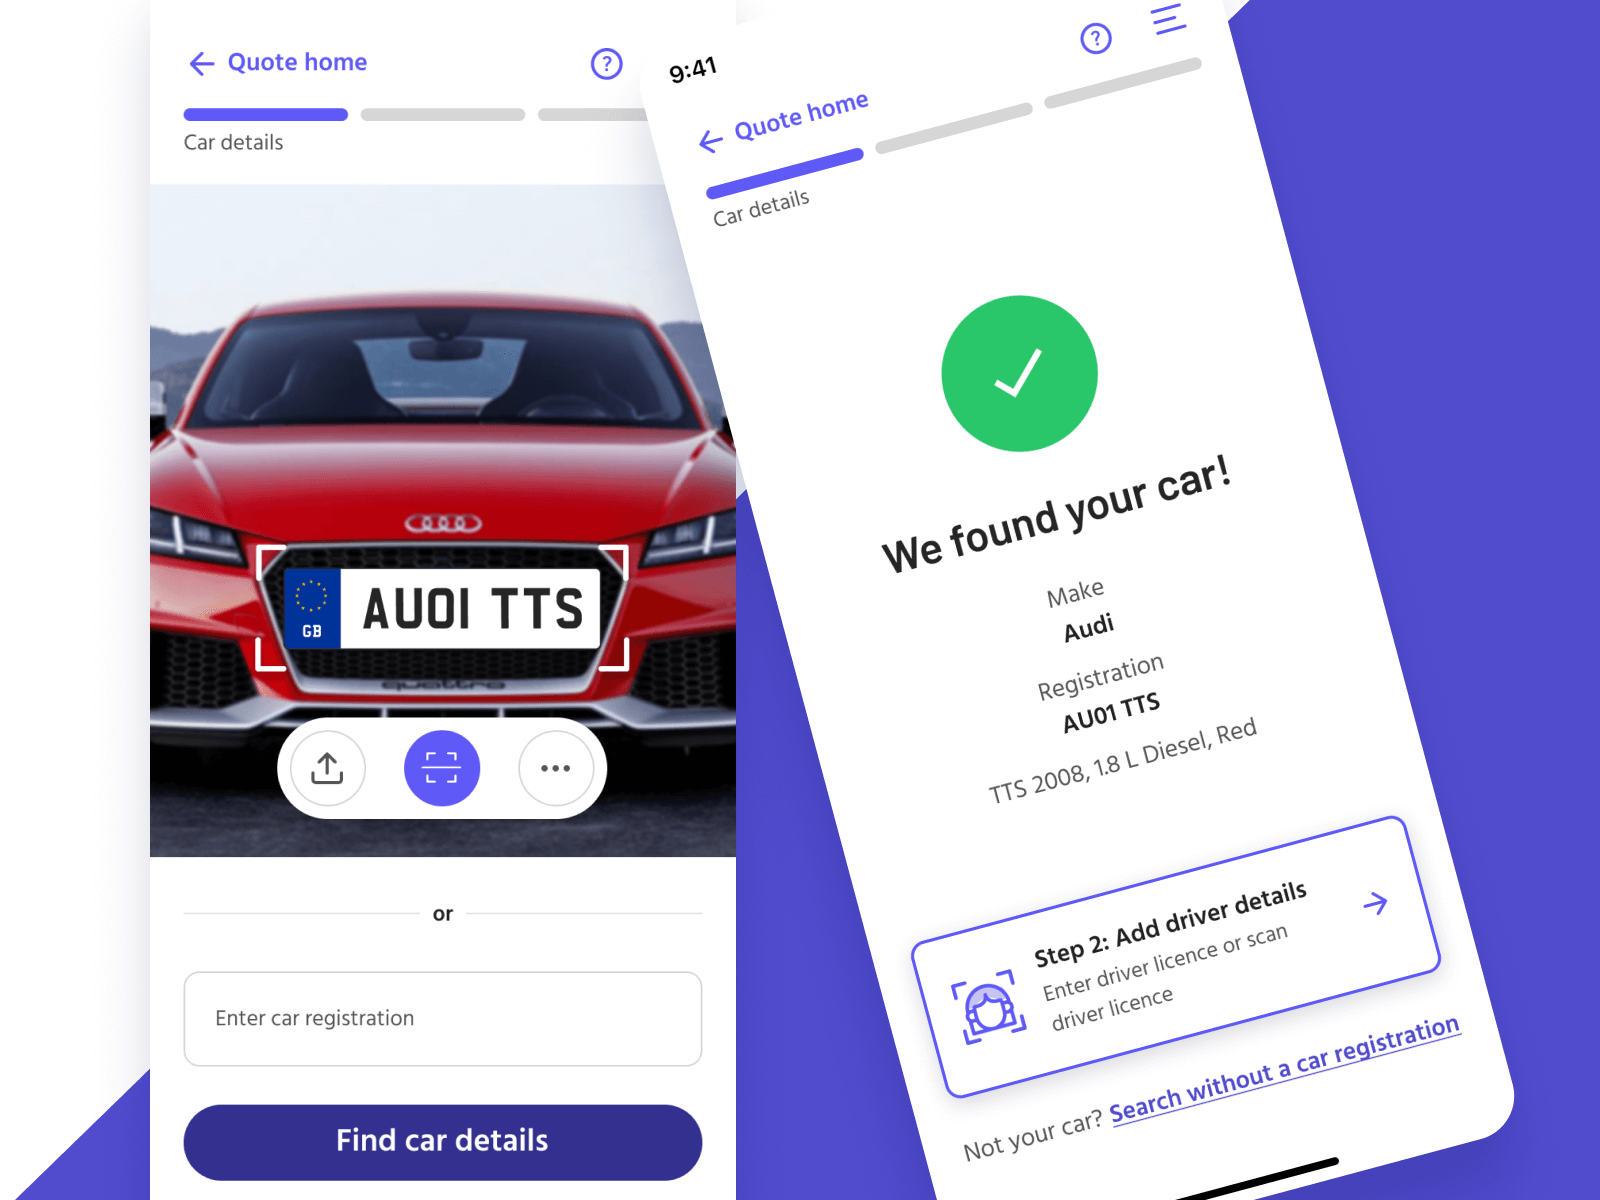 Quote home
?
Car details
GB
AU01 TTS
quattro
or
Enter car registration
Find car details
9:41
?
Quote home
Car details
We found your car!
Make
Audi
Registration
AU01 TTS
TTS 2008, 1.8 L Diesel, Red
Step 2: Add driver details
Enter driver licence or scan
driver licence
Not your car? Search without a car registration